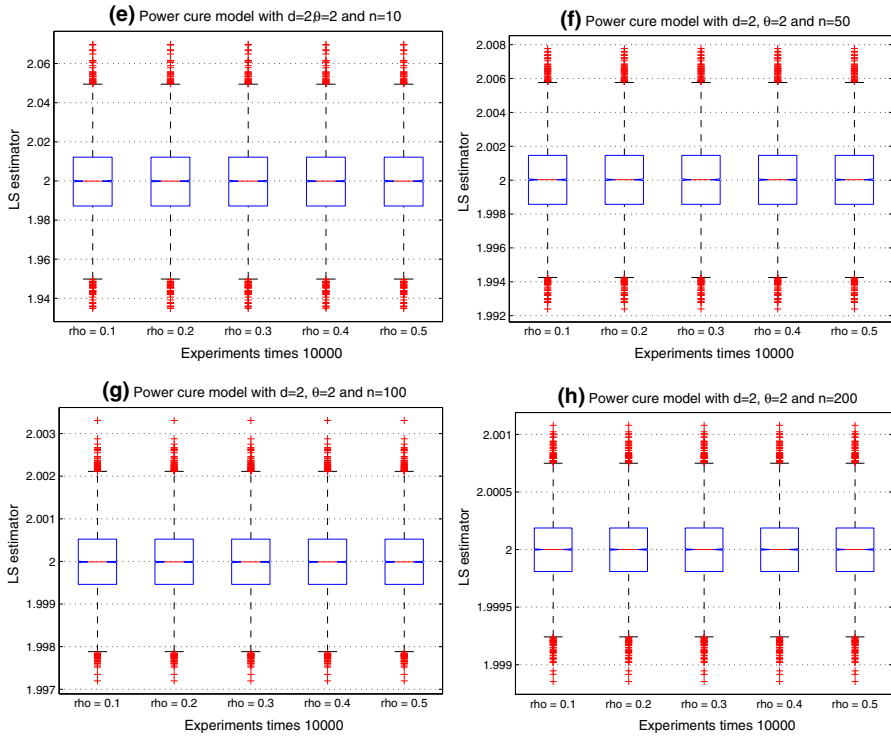 (e) Power cure model with d=2,θ=2 and n=10
LS estimator
2.06
2.04
2.02
2
1.98
1.96
1.94
rho = 0.1 rho = 0.2 rho = 0.3 rho = 0.4 rho = 0.5
Experiments times 10000
(f) Power cure model with d=2, θ=2 and n=50
LS estimator
2.008
2.006
2.004
2.002
2
1.998
1.996
1.994
1.992
rho = 0.1 rho = 0.2 rho = 0.3 rho = 0.4 rho = 0.5
Experiments times 10000
(g) Power cure model with d=2, θ=2 and n=100
LS estimator
2.003
2.002
2.001
2
1.999
1.998
1.997
rho = 0.1 rho = 0.2 rho = 0.3 rho = 0.4 rho = 0.5
Experiments times 10000
(h) Power cure model with d=2, θ=2 and n=200
LS estimator
2.001
2.0005
2
1.9995
1.999
rho = 0.1 rho = 0.2 rho = 0.3 rho = 0.4 rho = 0.5
Experiments times 10000